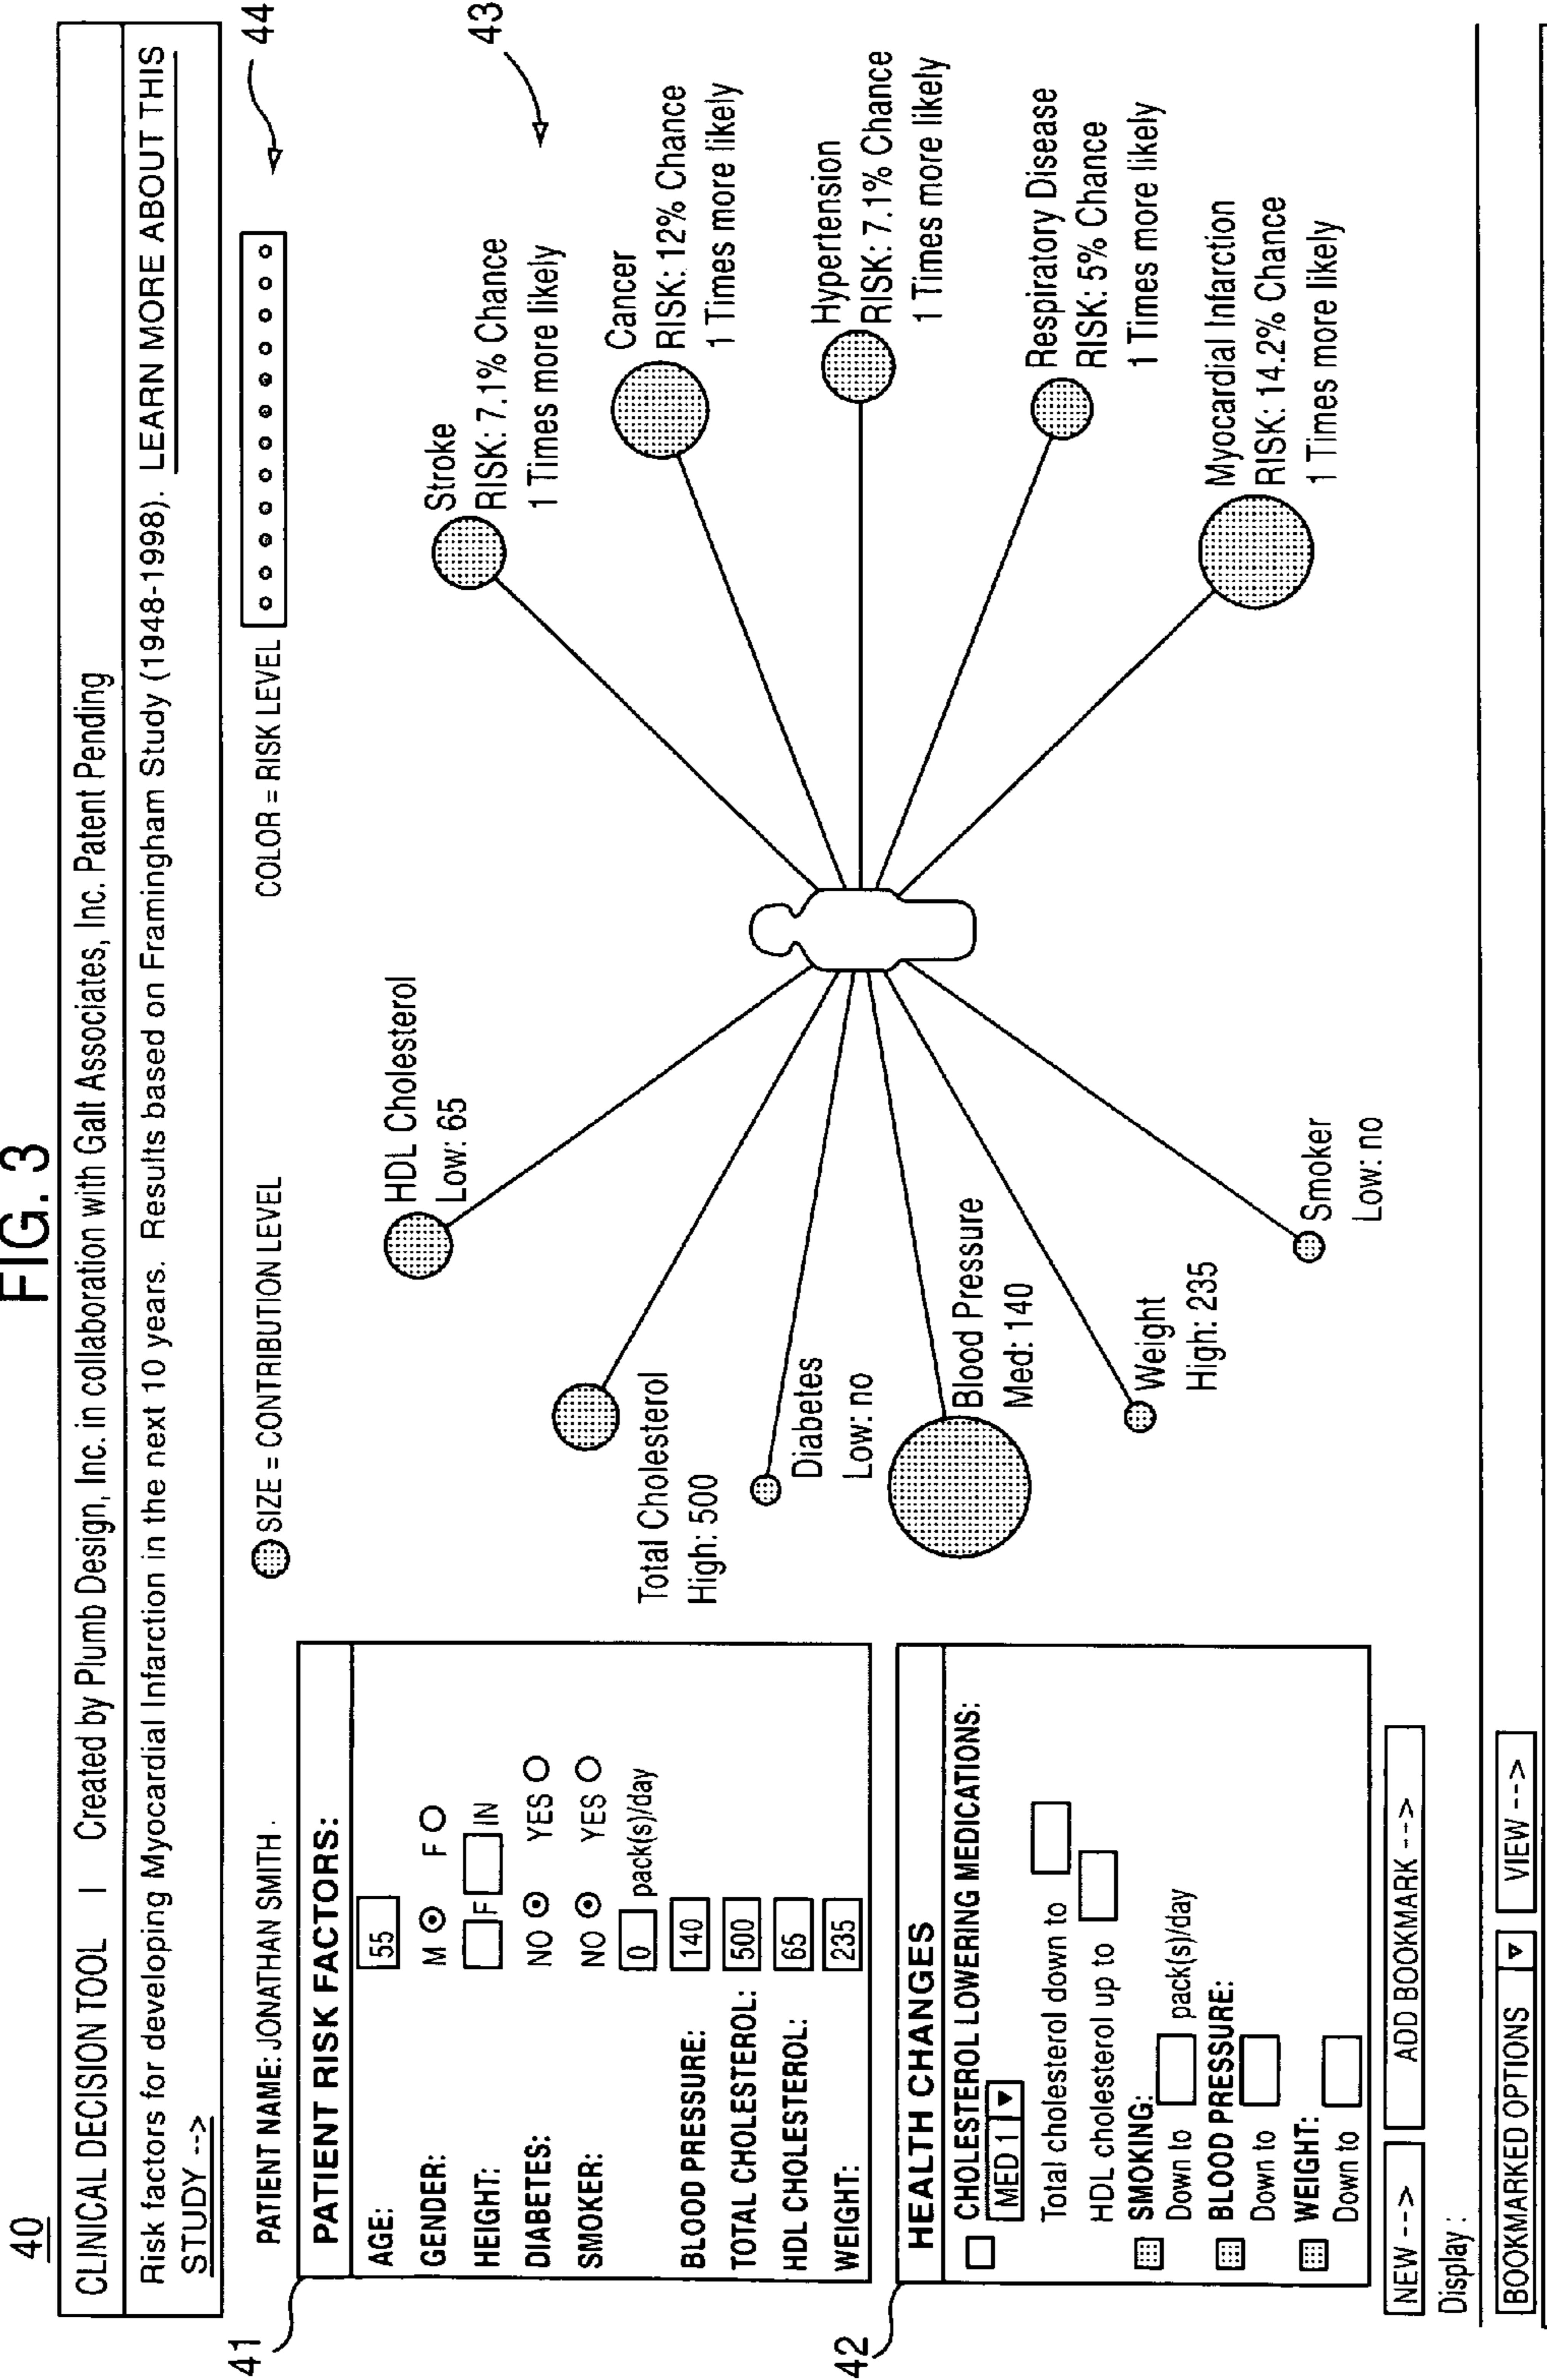 40
FIG. 3
CLINICAL DECISION TOOL | Created by Plumb Design, Inc. in collaboration with Galt Associates, Inc. Patent Pending
Risk factors for developing Myocardial Infarction in the next 10 years. Results based on Framingham Study (1948-1998). LEARN MORE ABOUT THIS
STUDY -->
PATIENT NAME: JONATHAN SMITH
SIZE = CONTRIBUTION LEVEL
COLOR = RISK LEVEL
44
41
PATIENT RISK FACTORS:
AGE: 55
GENDER: M F
HEIGHT: F IN
DIABETES: NO YES
SMOKER: NO YES
0 pack(s)/day
BLOOD PRESSURE: 140
TOTAL CHOLESTEROL: 500
HDL CHOLESTEROL: 65
WEIGHT: 235
42
HEALTH CHANGES
CHOLESTEROL LOWERING MEDICATIONS:
MED 1
Total cholesterol down to
HDL cholesterol up to
SMOKING:
Down to pack(s)/day
BLOOD PRESSURE:
Down to
WEIGHT:
Down to
NEW --> ADD BOOKMARK -->
Display:
BOOKMARKED OPTIONS VIEW -->
HDL Cholesterol
Low: 65
Total Cholesterol
High: 500
Diabetes
Low: no
Blood Pressure
Med: 140
Weight
High: 235
Smoker
Low: no
43
Stroke
RISK: 7.1% Chance
1 Times more likely
Cancer
RISK: 12% Chance
1 Times more likely
Hypertension
RISK: 7.1% Chance
1 Times more likely
Respiratory Disease
RISK: 5% Chance
1 Times more likely
Myocardial Infarction
RISK: 14.2% Chance
1 Times more likely